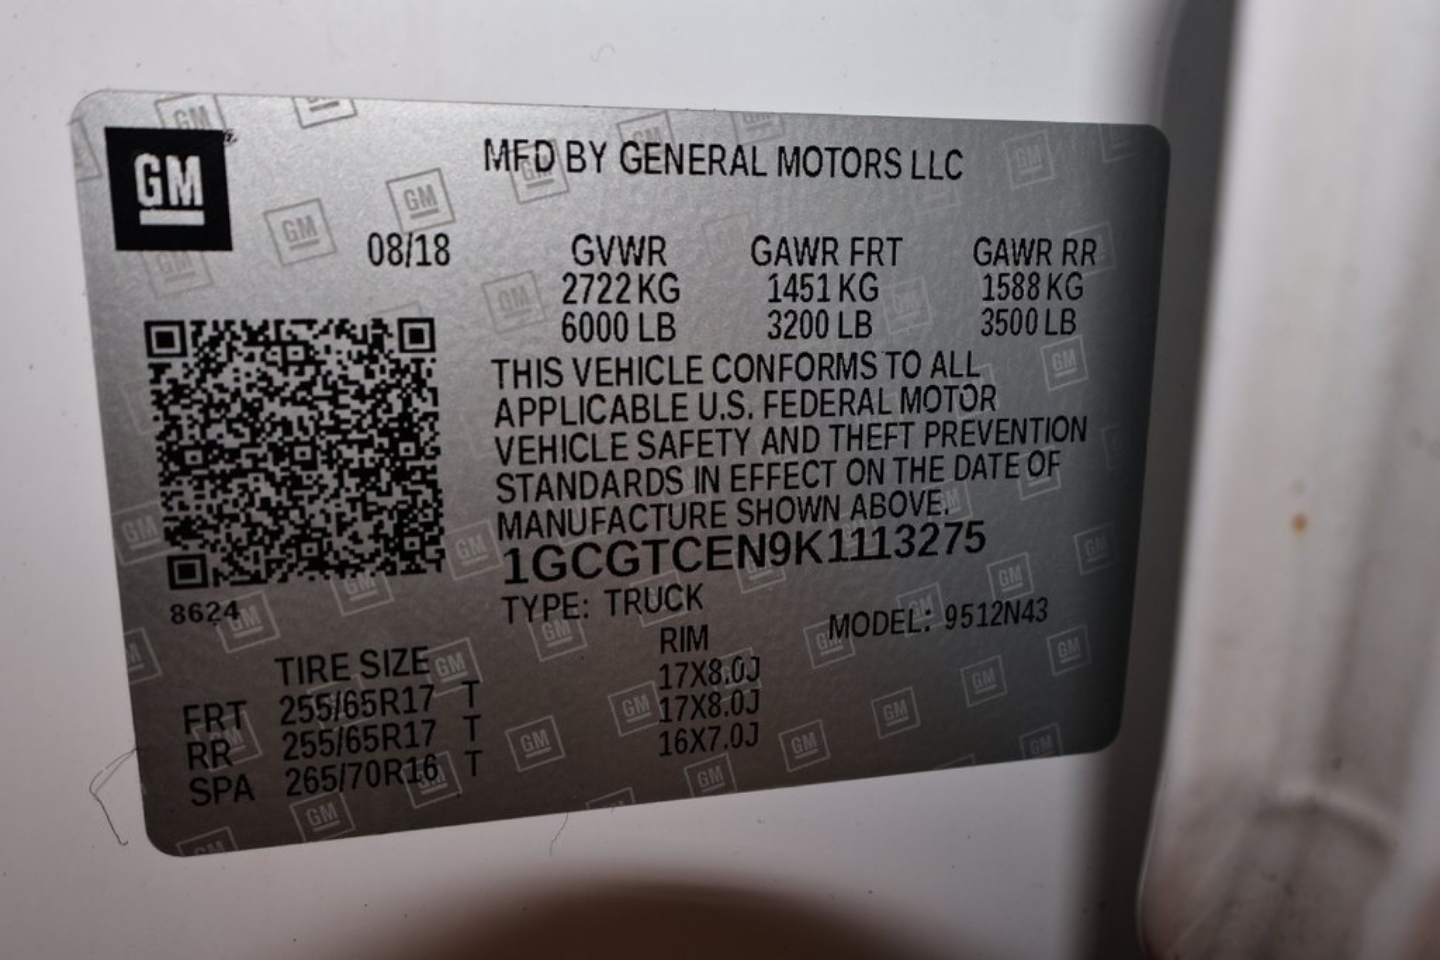 GM
MFD BY GENERAL MOTORS LLC
08/18 GVWR GAWR FRT GAWR RR
2722 KG 1451 KG 1588 KG
6000 LB 3200 LB 3500 LB
THIS VEHICLE CONFORMS TO ALL
APPLICABLE U.S. FEDERAL MOTOR
VEHICLE SAFETY AND THEFT PREVENTION
STANDARDS IN EFFECT ON THE DATE OF
MANUFACTURE SHOWN ABOVE.
1GCGTCEN9K1113275
8624
TYPE: TRUCK MODEL: 9512N43
TIRE SIZE RIM
FRT 255/65R17 T 17X8.0J
RR 255/65R17 T 17X8.0J
SPA 265/70R16 T 16X7.0J